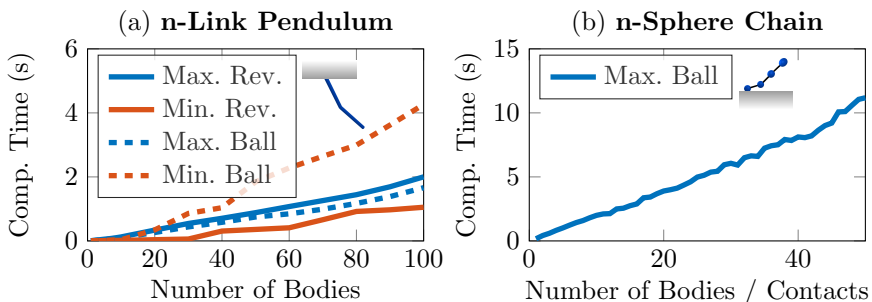 (a) n-Link Pendulum
6
4
2
0
Comp. Time (s)
Max. Rev.
Min. Rev.
Max. Ball
Min. Ball
0 20 40 60 80 100
Number of Bodies
(b) n-Sphere Chain
15
10
5
0
Comp. Time (s)
Max. Ball
0 20 40
Number of Bodies / Contacts